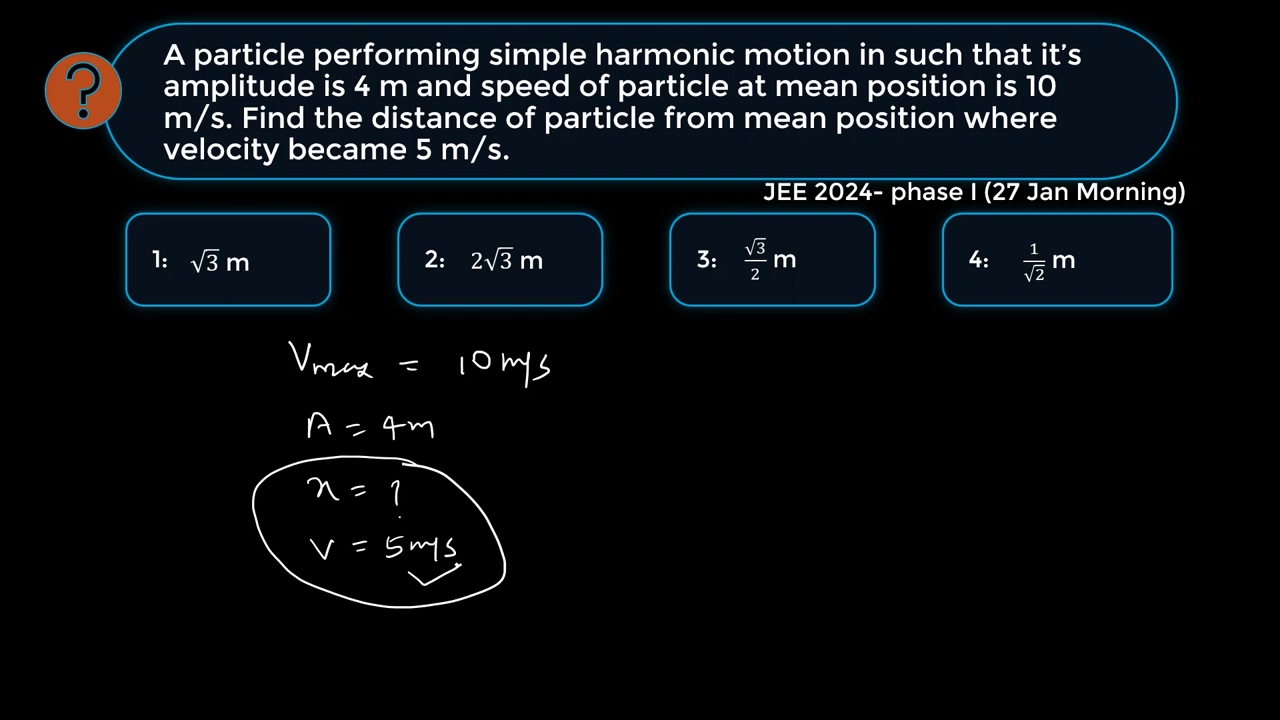 ?
A particle performing simple harmonic motion in such that it’s
amplitude is 4 m and speed of particle at mean position is 10
m/s. Find the distance of particle from mean position where
velocity became 5 m/s.
JEE 2024- phase I (27 Jan Morning)
1: √3 m
2: 2√3 m
3: √3/2 m
4: 1/√2 m
Vmax = 10 m/s
A = 4m
x = ?
v = 5 m/s